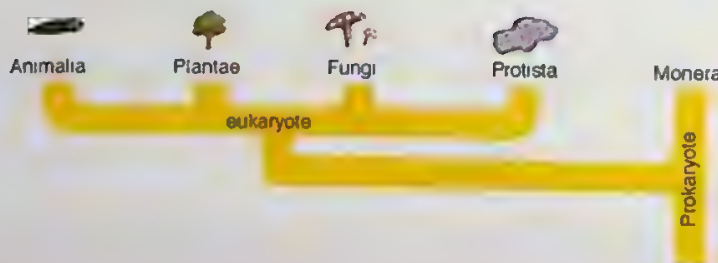 Animalia
Plantae
Fungi
Protista
Monera
eukaryote
Prokaryote